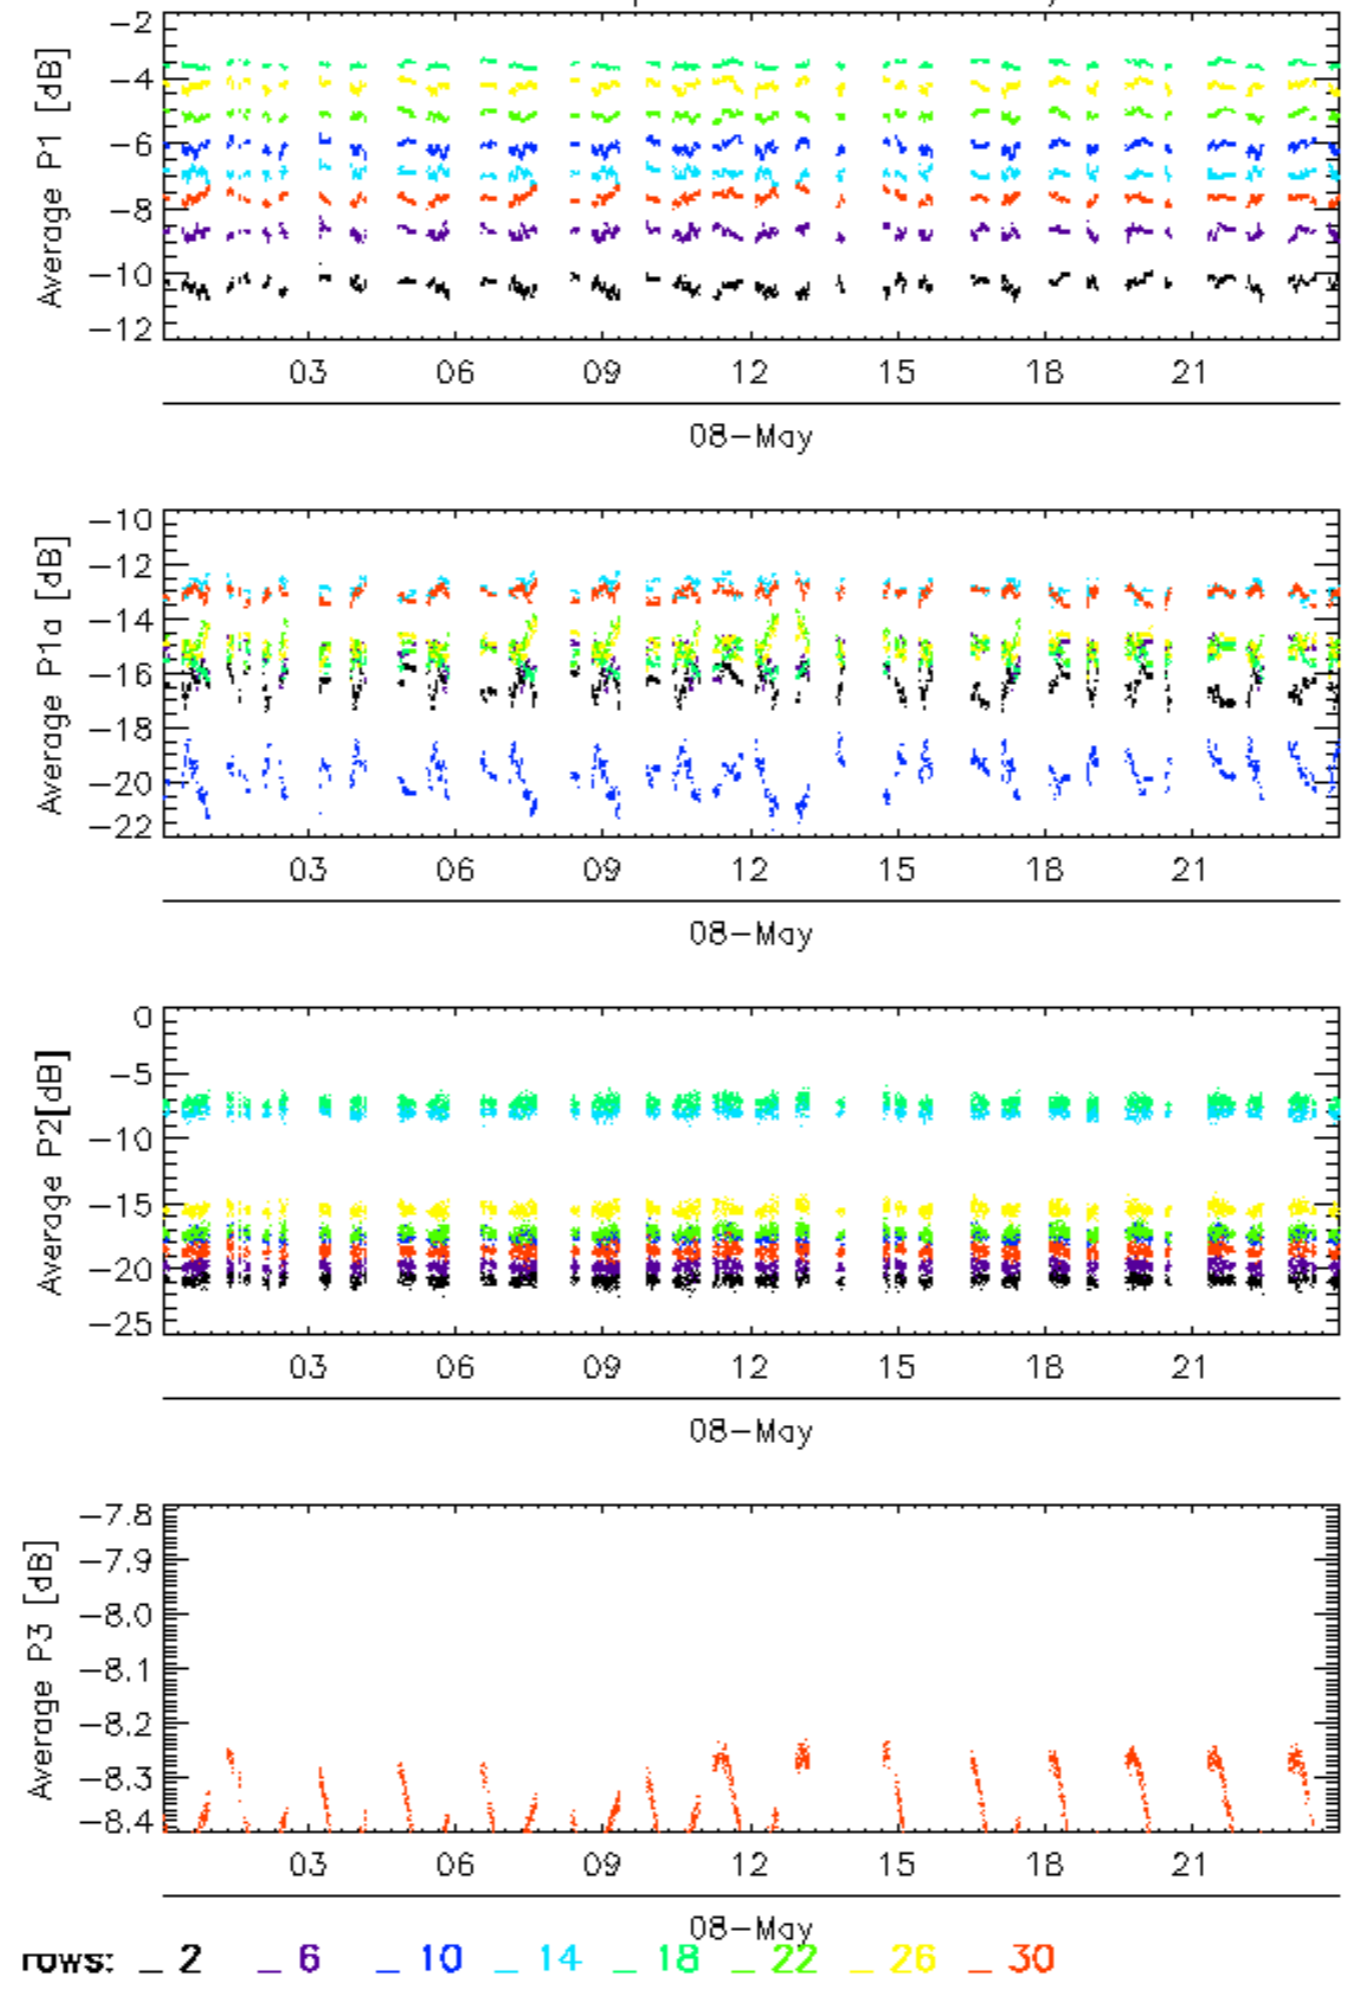 Average P1 [dB]
-2
-4
-6
-8
-10
-12
03 06 09 12 15 18 21
08-May
Average P1a [dB]
-10
-12
-14
-16
-18
-20
-22
03 06 09 12 15 18 21
08-May
Average P2[dB]
0
-5
-10
-15
-20
-25
03 06 09 12 15 18 21
08-May
Average P3 [dB]
-7.8
-7.9
-8.0
-8.1
-8.2
-8.3
-8.4
03 06 09 12 15 18 21
08-May
rows: _ 2 _ 6 _ 10 _ 14 _ 18 _ 22 _ 26 _ 30